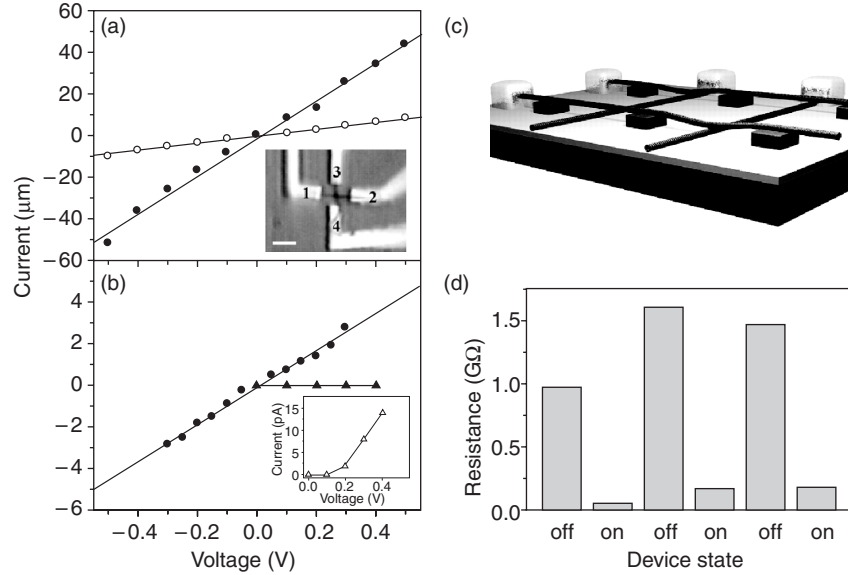 (a)
60
40
20
0
−20
−40
−60
1
3
2
4
Current (μm)
(b)
4
2
0
−2
−4
−6
−0.4
−0.2
0.0
0.2
0.4
Voltage (V)
Current (pA)
15
10
5
0
0.0
0.2
0.4
Voltage (V)
(c)
(d)
Resistance (GΩ)
1.5
1.0
0.5
0.0
off
on
off
on
off
on
Device state